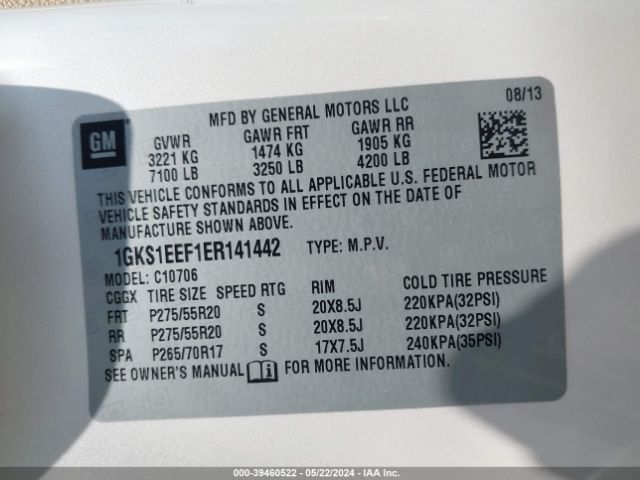 MFD BY GENERAL MOTORS LLC 08/13
GM
GVWR GAWR FRT GAWR RR
3221 KG 1474 KG 1905 KG
7100 LB 3250 LB 4200 LB
THIS VEHICLE CONFORMS TO ALL APPLICABLE U.S. FEDERAL MOTOR
VEHICLE SAFETY STANDARDS IN EFFECT ON THE DATE OF
MANUFACTURE SHOWN ABOVE.
1GKS1EEF1ER141442 TYPE: M.P.V.
MODEL: C10706
CGGX TIRE SIZE SPEED RTG RIM COLD TIRE PRESSURE
FRT P275/55R20 S 20X8.5J 220KPA(32PSI)
RR P275/55R20 S 20X8.5J 220KPA(32PSI)
SPA P265/70R17 S 17X7.5J 240KPA(35PSI)
SEE OWNER'S MANUAL FOR MORE INFORMATION.
000-39460522 - 05/22/2024 - IAA, Inc.